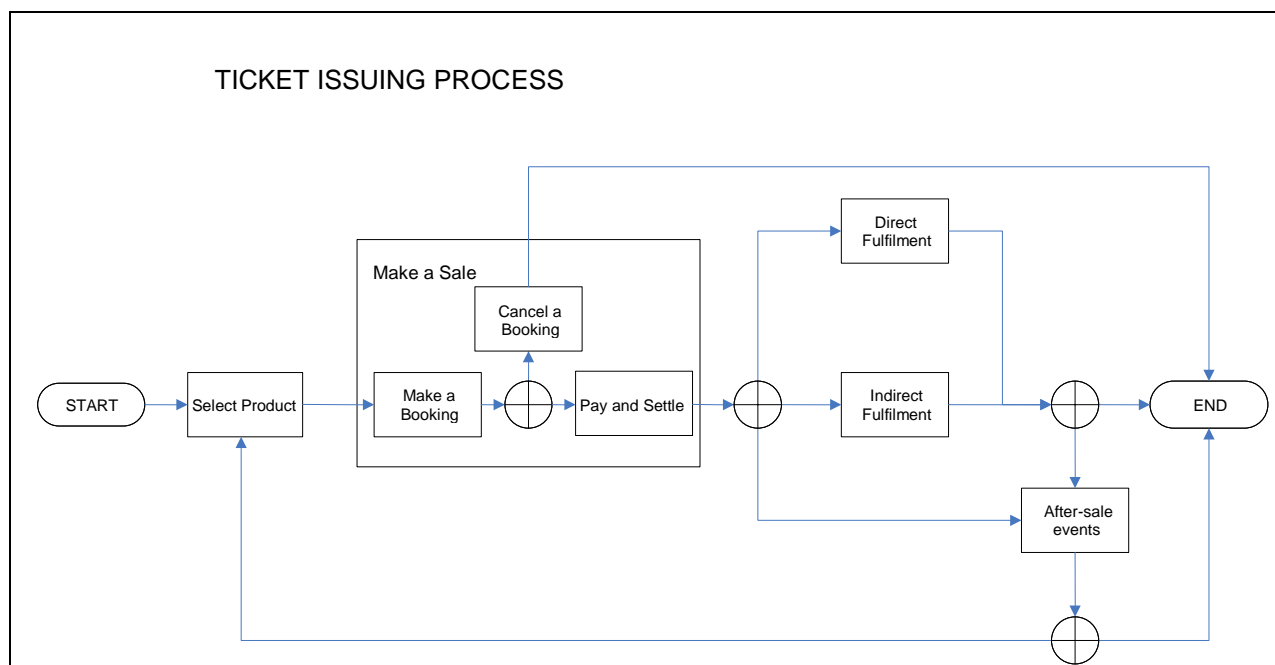 TICKET ISSUING PROCESS
Direct
Fulfilment
Make a Sale
Cancel a
Booking
START
Select Product
Make a
Booking
Pay and Settle
Indirect
Fulfilment
END
After-sale
events